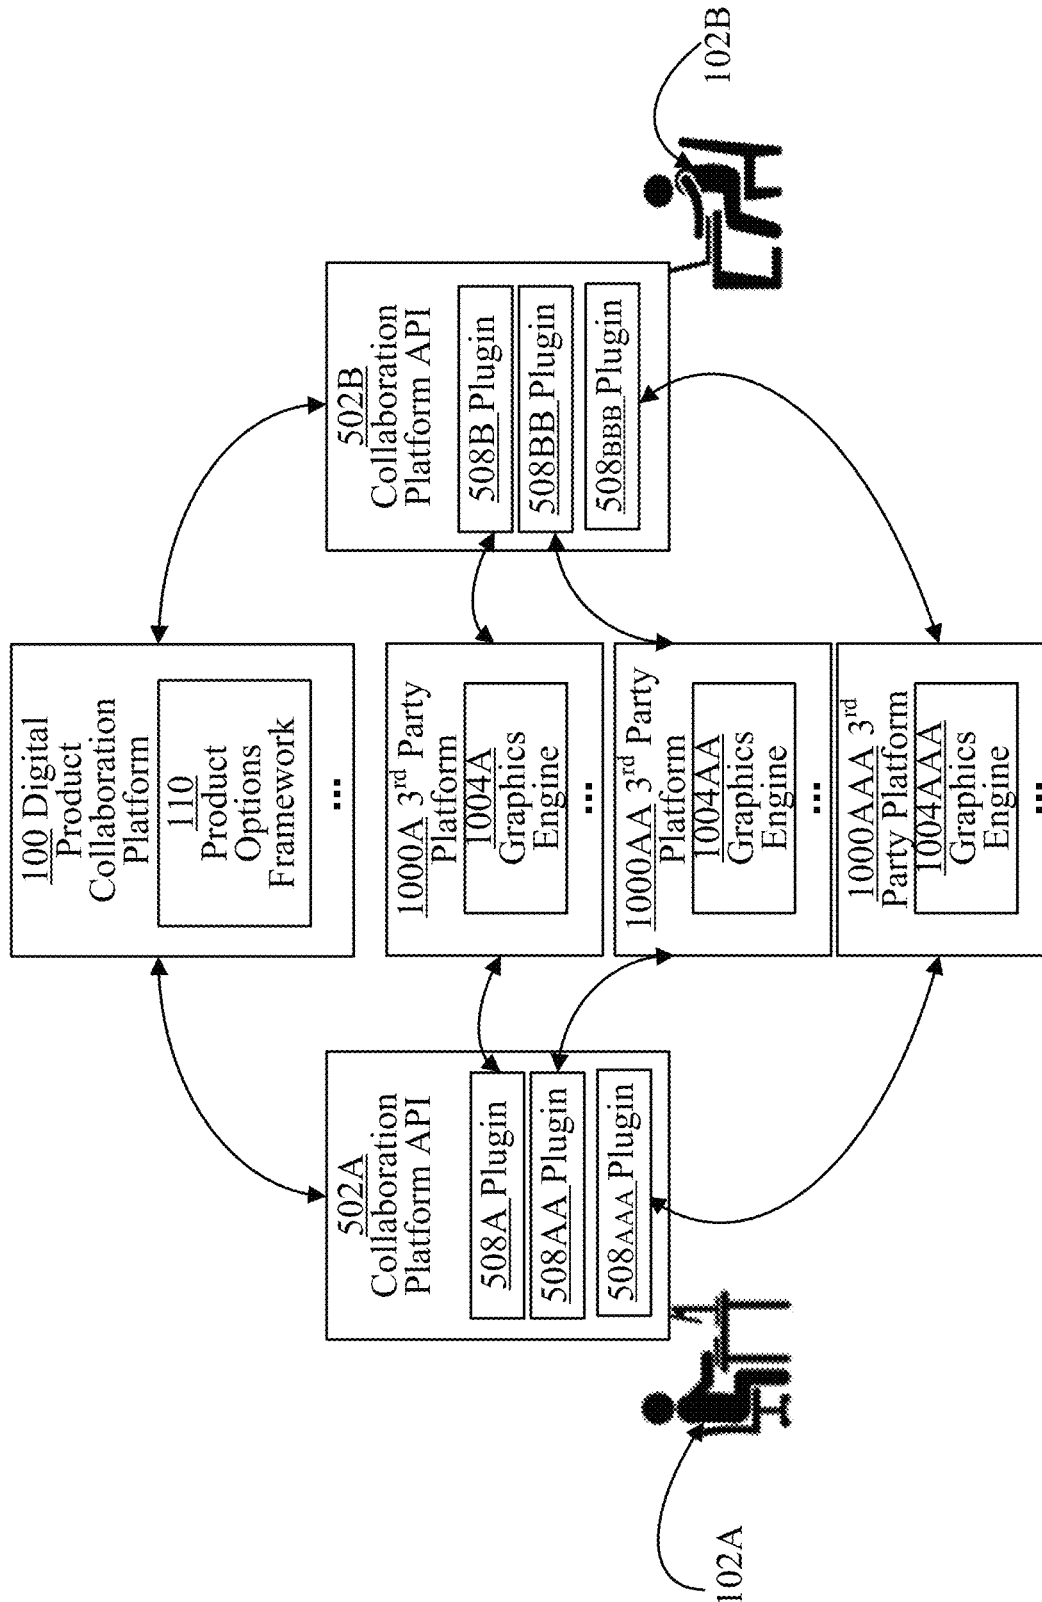 100 Digital
Product
Collaboration
Platform
110
Product
Options
Framework
...
502A
Collaboration
Platform API
508A Plugin
508AA Plugin
508AAA Plugin
502B
Collaboration
Platform API
508B Plugin
508BB Plugin
508BBB Plugin
1000A 3rd Party
Platform
1004A
Graphics
Engine
...
1000AA 3rd Party
Platform
1004AA
Graphics
Engine
...
1000AAA 3rd
Party Platform
1004AAA
Graphics
Engine
...
102A
102B